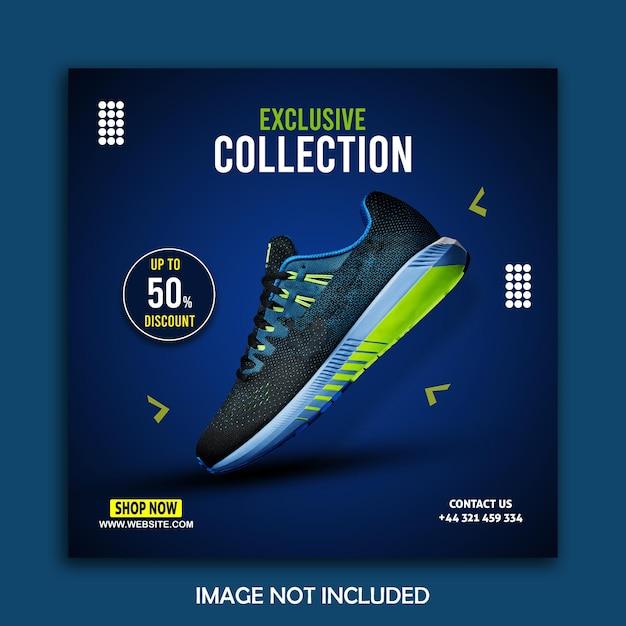 EXCLUSIVE
COLLECTION
UP TO
50%
DISCOUNT
SHOP NOW
WWW.WEBSITE.COM
CONTACT US
+44 321 459 334
IMAGE NOT INCLUDED